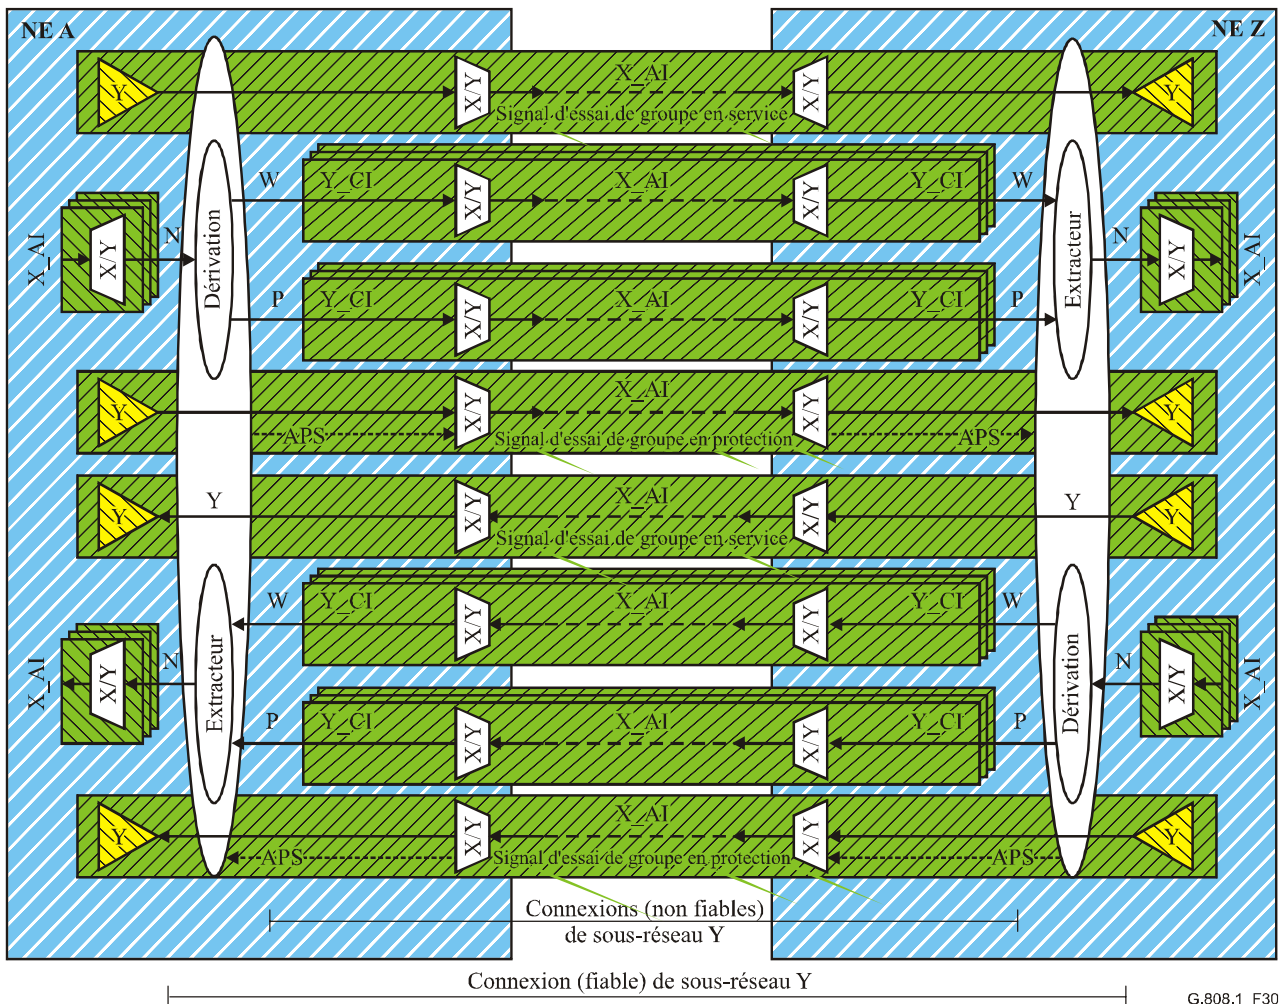 NE A
NE Z
X_AI
Y
X/Y
X/Y
Y
Signal d'essai de groupe en service
W
Y_CI
X/Y
X_AI
X/Y
Y_CI
W
X_AI
X/Y
N
Dérivation
Extracteur
N
X/Y
X_AI
P
Y_CI
X/Y
X_AI
X/Y
Y_CI
P
X_AI
Y
X/Y
X/Y
Y
APS
Signal d'essai de groupe en protection
APS
X_AI
Y
Y
X/Y
X/Y
Y
Y
Signal d'essai de groupe en service
W
Y_CI
X/Y
X_AI
X/Y
Y_CI
W
X_AI
X/Y
N
Extracteur
Dérivation
N
X/Y
X_AI
P
Y_CI
X/Y
X_AI
X/Y
Y_CI
P
X_AI
Y
X/Y
X/Y
Y
APS
Signal d'essai de groupe en protection
APS
Connexions (non fiables)
de sous-réseau Y
Connexion (fiable) de sous-réseau Y
G.808.1_F30